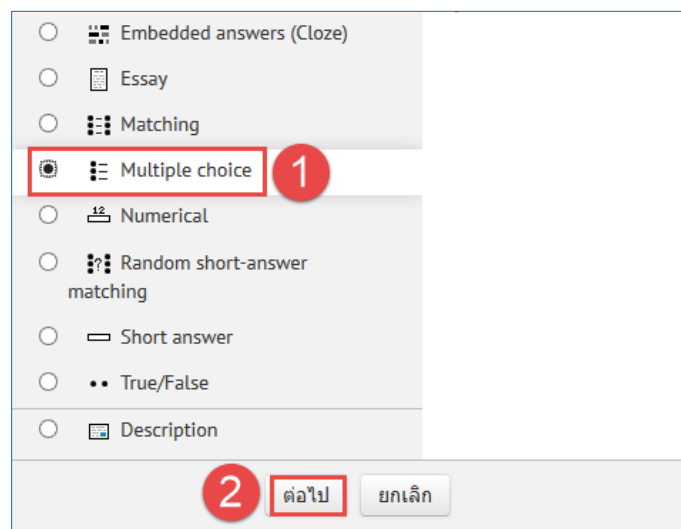 Embedded answers (Cloze)
Essay
Matching
Multiple choice
1
12
Numerical
?
Random short-answer
matching
Short answer
True/False
Description
2
ต่อไป
ยกเลิก